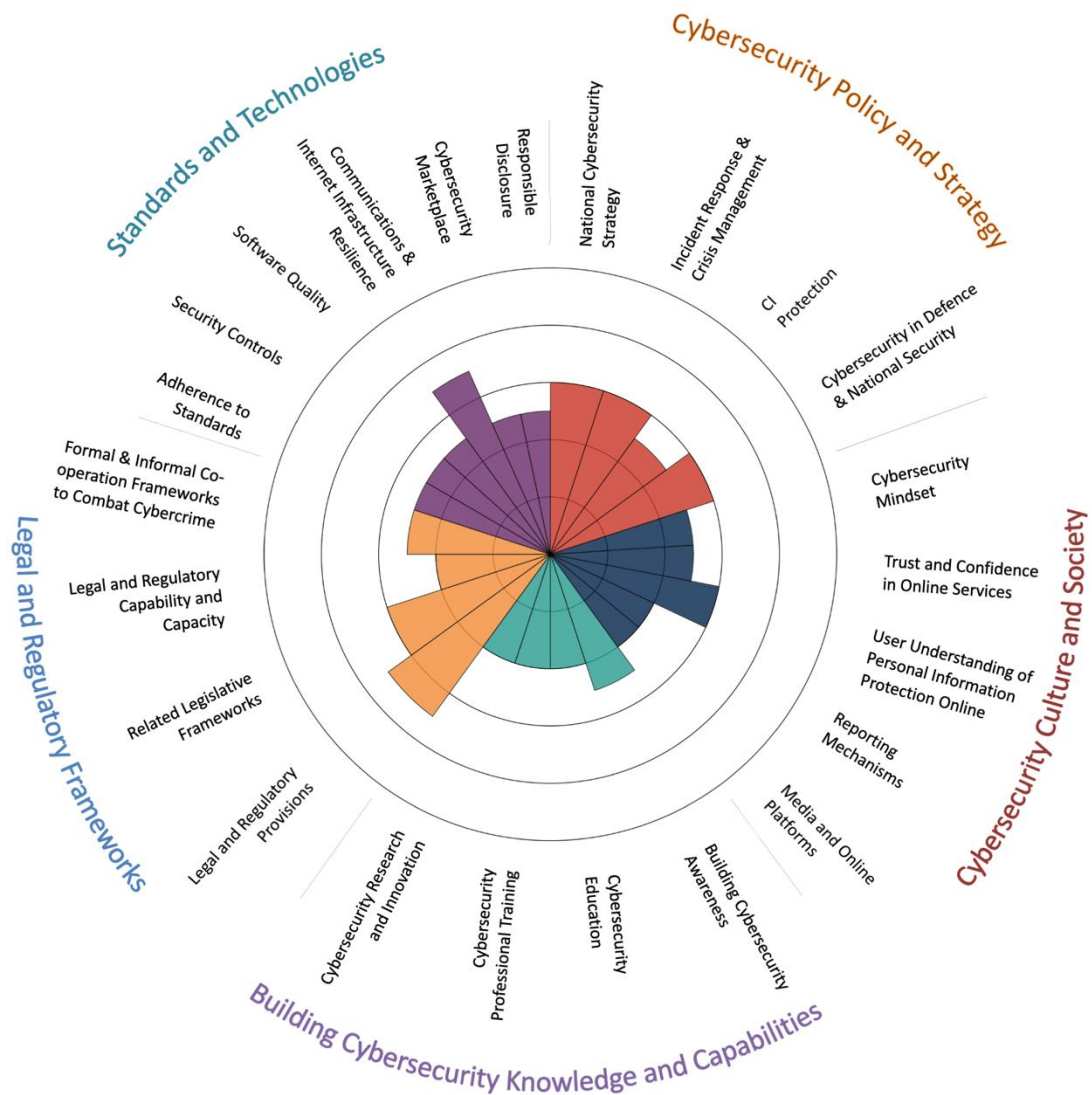 Cybersecurity Policy and Strategy
National Cybersecurity
Strategy
Incident Response &
Crisis Management
CI
Protection
Cybersecurity in Defence
& National Security
Cybersecurity Culture and Society
Cybersecurity
Mindset
Trust and Confidence
in Online Services
User Understanding of
Personal Information
Protection Online
Reporting
Mechanisms
Media and Online
Platforms
Building Cybersecurity Knowledge and Capabilities
Building Cybersecurity
Awareness
Cybersecurity
Education
Cybersecurity
Professional Training
Cybersecurity Research
and Innovation
Legal and Regulatory Frameworks
Legal and Regulatory
Provisions
Related Legislative
Frameworks
Legal and Regulatory
Capability and
Capacity
Formal & Informal Co-
operation Frameworks
to Combat Cybercrime
Standards and Technologies
Adherence to
Standards
Security Controls
Software Quality
Communications &
Internet Infrastructure
Resilience
Cybersecurity
Marketplace
Responsible
Disclosure